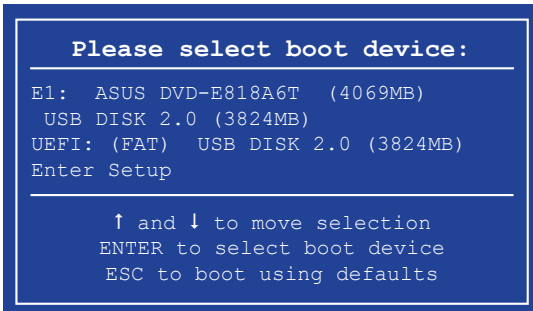 Please select boot device:
E1: ASUS DVD-E818A6T (4069MB)
USB DISK 2.0 (3824MB)
UEFI: (FAT) USB DISK 2.0 (3824MB)
Enter Setup
↑ and ↓ to move selection
ENTER to select boot device
ESC to boot using defaults